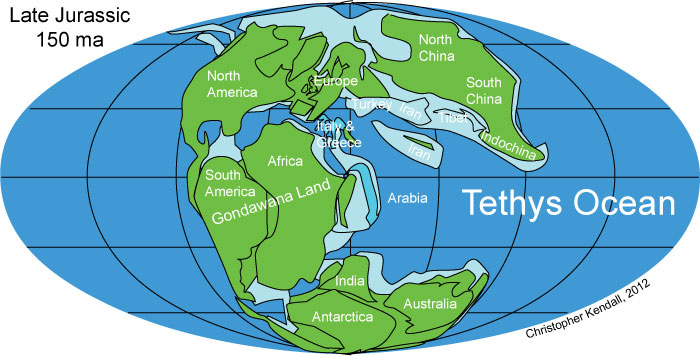 Late Jurassic
150 ma
North
America
Europe
North
China
South
China
Turkey
Iran
Tibet
Indochina
Italy &
Greece
Iran
Africa
South
America
Gondawana Land
Arabia
Tethys Ocean
India
Australia
Antarctica
Christopher Kendall, 2012